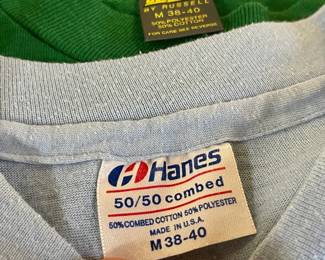 BY RUSSELL
M 38-40
50% POLYESTER
50% COTTON
FOR CARE SEE REVERSE
Hanes
50/50 combed
50% COMBED COTTON 50% POLYESTER
MADE IN U.S.A.
M 38-40